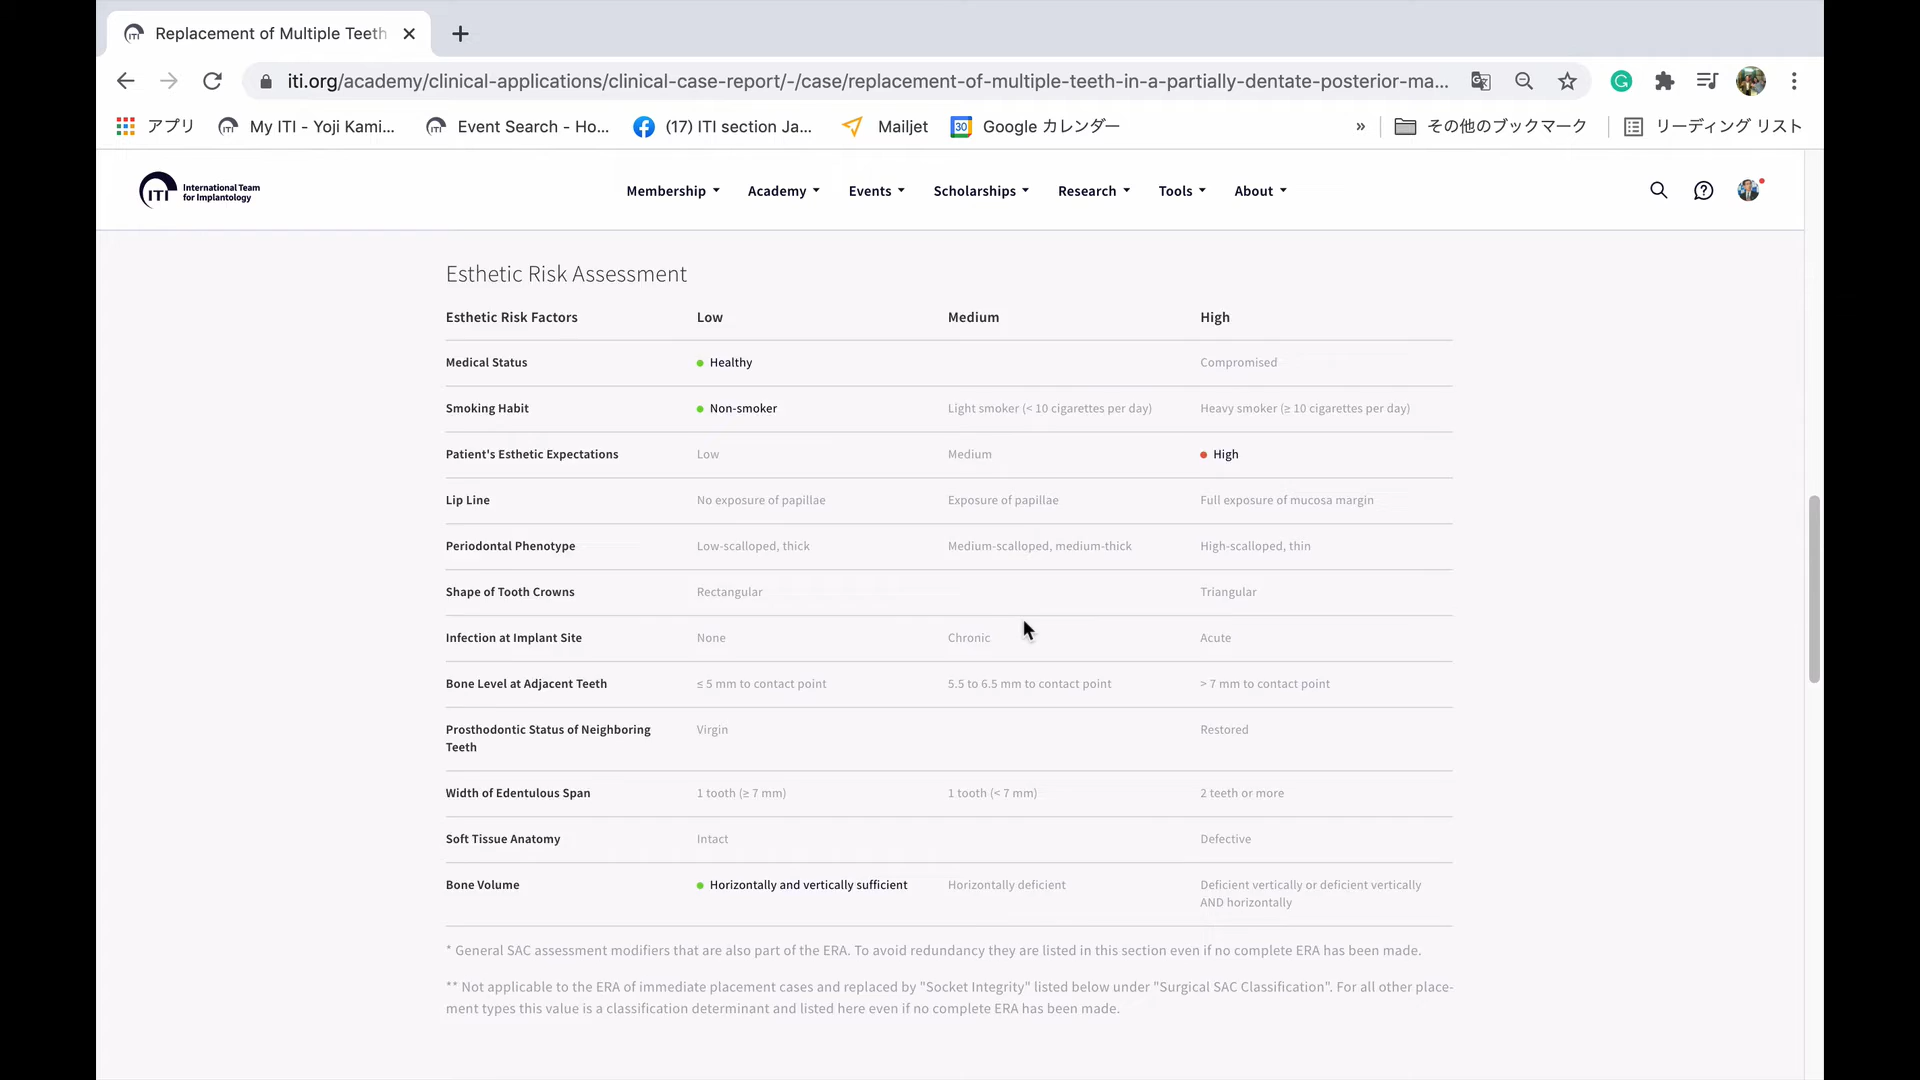 Replacement of Multiple Teeth
iti.org/academy/clinical-applications/clinical-case-report/-/case/replacement-of-multiple-teeth-in-a-partially-dentate-posterior-ma...
アプリ My ITI - Yoji Kami... Event Search - Ho... (17) ITI section Ja... Mailjet 30 Google カレンダー » その他のブックマーク リーディング リスト
ITI International Team
for Implantology
Membership Academy Events Scholarships Research Tools About
Esthetic Risk Assessment
Esthetic Risk Factors Low Medium High
Medical Status Healthy Compromised
Smoking Habit Non-smoker Light smoker (< 10 cigarettes per day) Heavy smoker (≥ 10 cigarettes per day)
Patient's Esthetic Expectations Low Medium High
Lip Line No exposure of papillae Exposure of papillae Full exposure of mucosa margin
Periodontal Phenotype Low-scalloped, thick Medium-scalloped, medium-thick High-scalloped, thin
Shape of Tooth Crowns Rectangular Triangular
Infection at Implant Site None Chronic Acute
Bone Level at Adjacent Teeth ≤ 5 mm to contact point 5.5 to 6.5 mm to contact point > 7 mm to contact point
Prosthodontic Status of Neighboring Virgin Restored
Teeth
Width of Edentulous Span 1 tooth (≥ 7 mm) 1 tooth (< 7 mm) 2 teeth or more
Soft Tissue Anatomy Intact Defective
Bone Volume Horizontally and vertically sufficient Horizontally deficient Deficient vertically or deficient vertically
AND horizontally
* General SAC assessment modifiers that are also part of the ERA. To avoid redundancy they are listed in this section even if no complete ERA has been made.
** Not applicable to the ERA of immediate placement cases and replaced by "Socket Integrity" listed below under "Surgical SAC Classification". For all other place-
ment types this value is a classification determinant and listed here even if no complete ERA has been made.